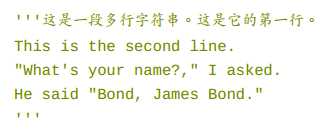 '''这是一段多行字符串。这是它的第一行。
This is the second line.
"What's your name?," I asked.
He said "Bond, James Bond."
'''